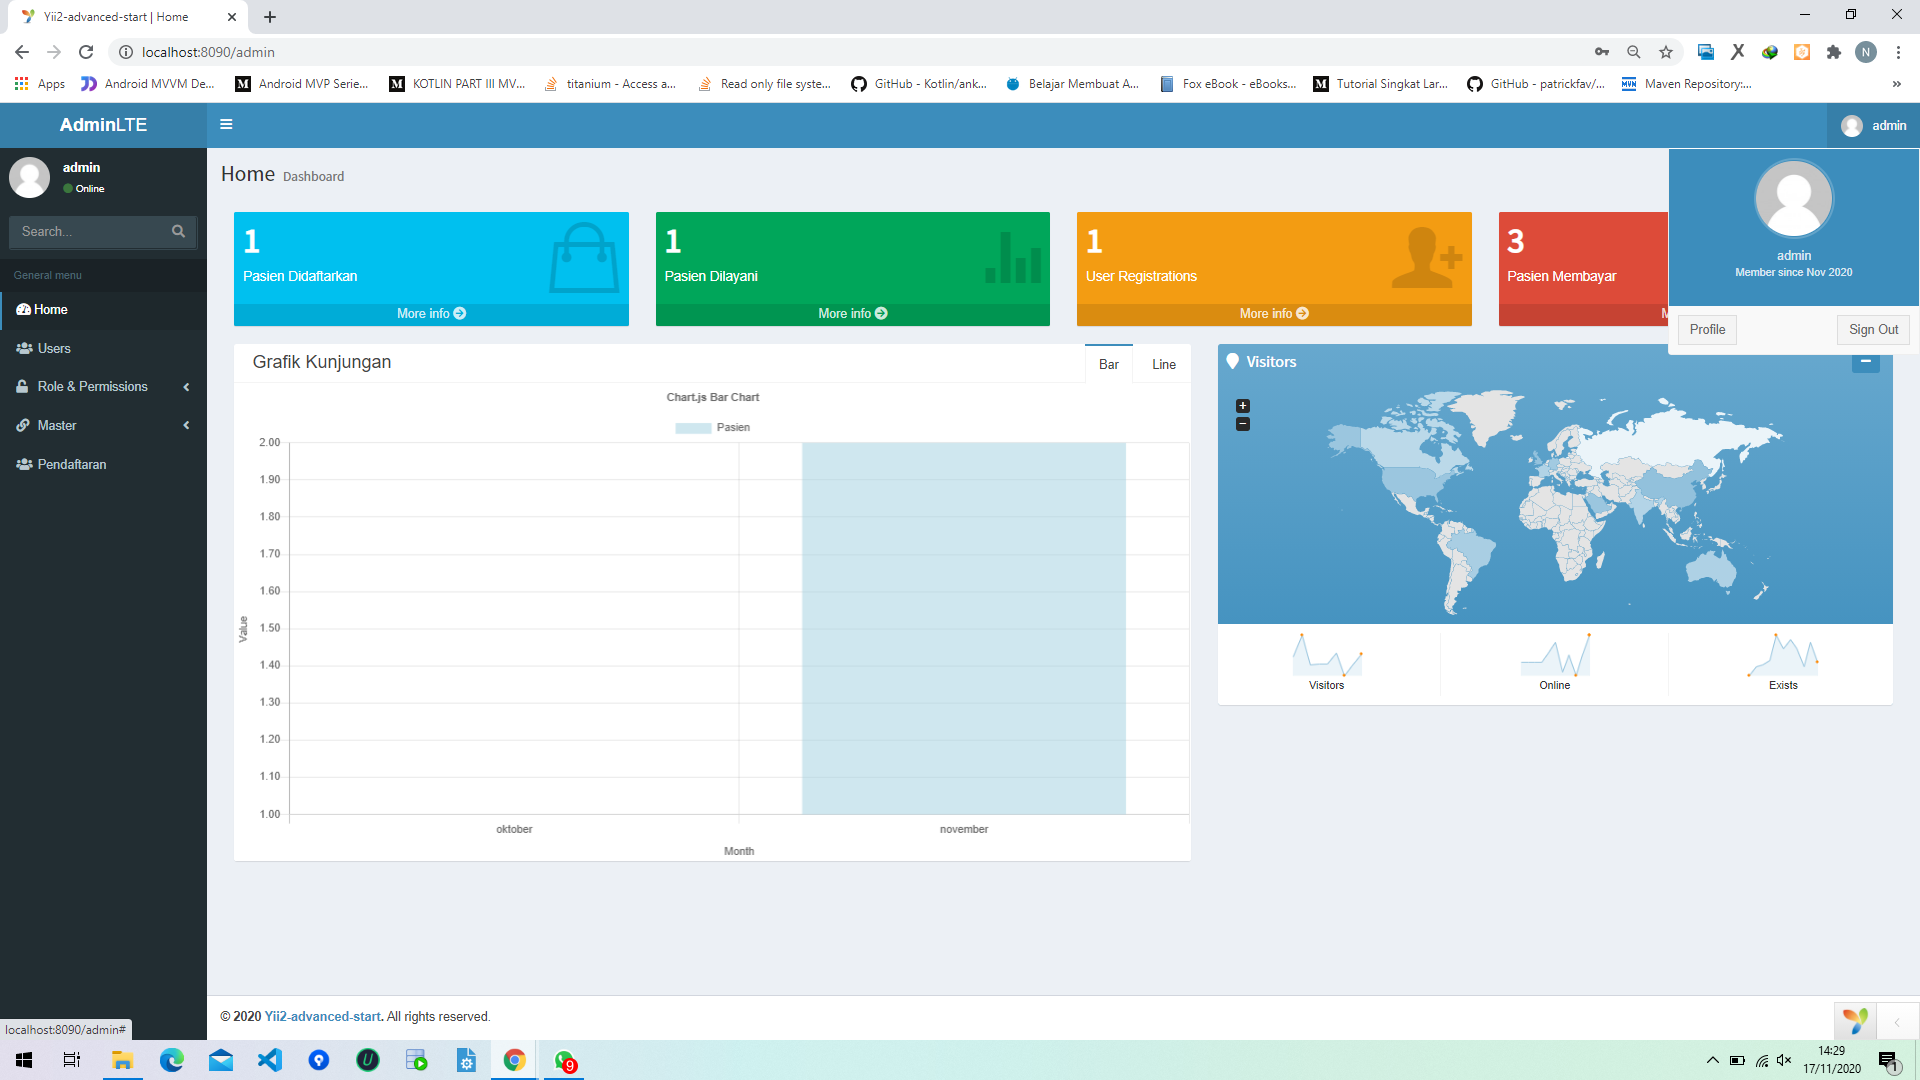 Yii2-advanced-start | Home
localhost:8090/admin
N
Apps
Android MVVM De...
Android MVP Serie...
KOTLIN PART III MV...
titanium - Access a...
Read only file syste...
GitHub - Kotlin/ank...
Belajar Membuat A...
Fox eBook - eBooks...
Tutorial Singkat Lar...
GitHub - patrickfav/...
MVN
Maven Repository:...
»
AdminLTE
admin
admin
Online
Search...
General menu
Home
Users
Role & Permissions
Master
Pendaftaran
Home Dashboard
1
Pasien Didaftarkan
More info
1
Pasien Dilayani
More info
1
User Registrations
More info
3
Pasien Membayar
admin
Member since Nov 2020
Profile
Sign Out
Grafik Kunjungan
Bar
Line
Chart.js Bar Chart
Pasien
2.00
1.90
1.80
1.70
1.60
1.50
1.40
1.30
1.20
1.10
1.00
Value
oktober
november
Month
Visitors
+
−
Visitors
Online
Exists
© 2020 Yii2-advanced-start. All rights reserved.
localhost:8090/admin#
9
14:29
17/11/2020
1